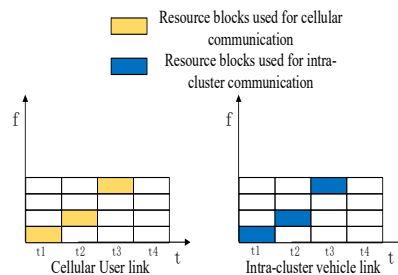 Resource blocks used for cellular
communication
Resource blocks used for intra-
cluster communication
f
t1 t2 t3 t4
t
Cellular User link
f
t1 t2 t3 t4
t
Intra-cluster vehicle link